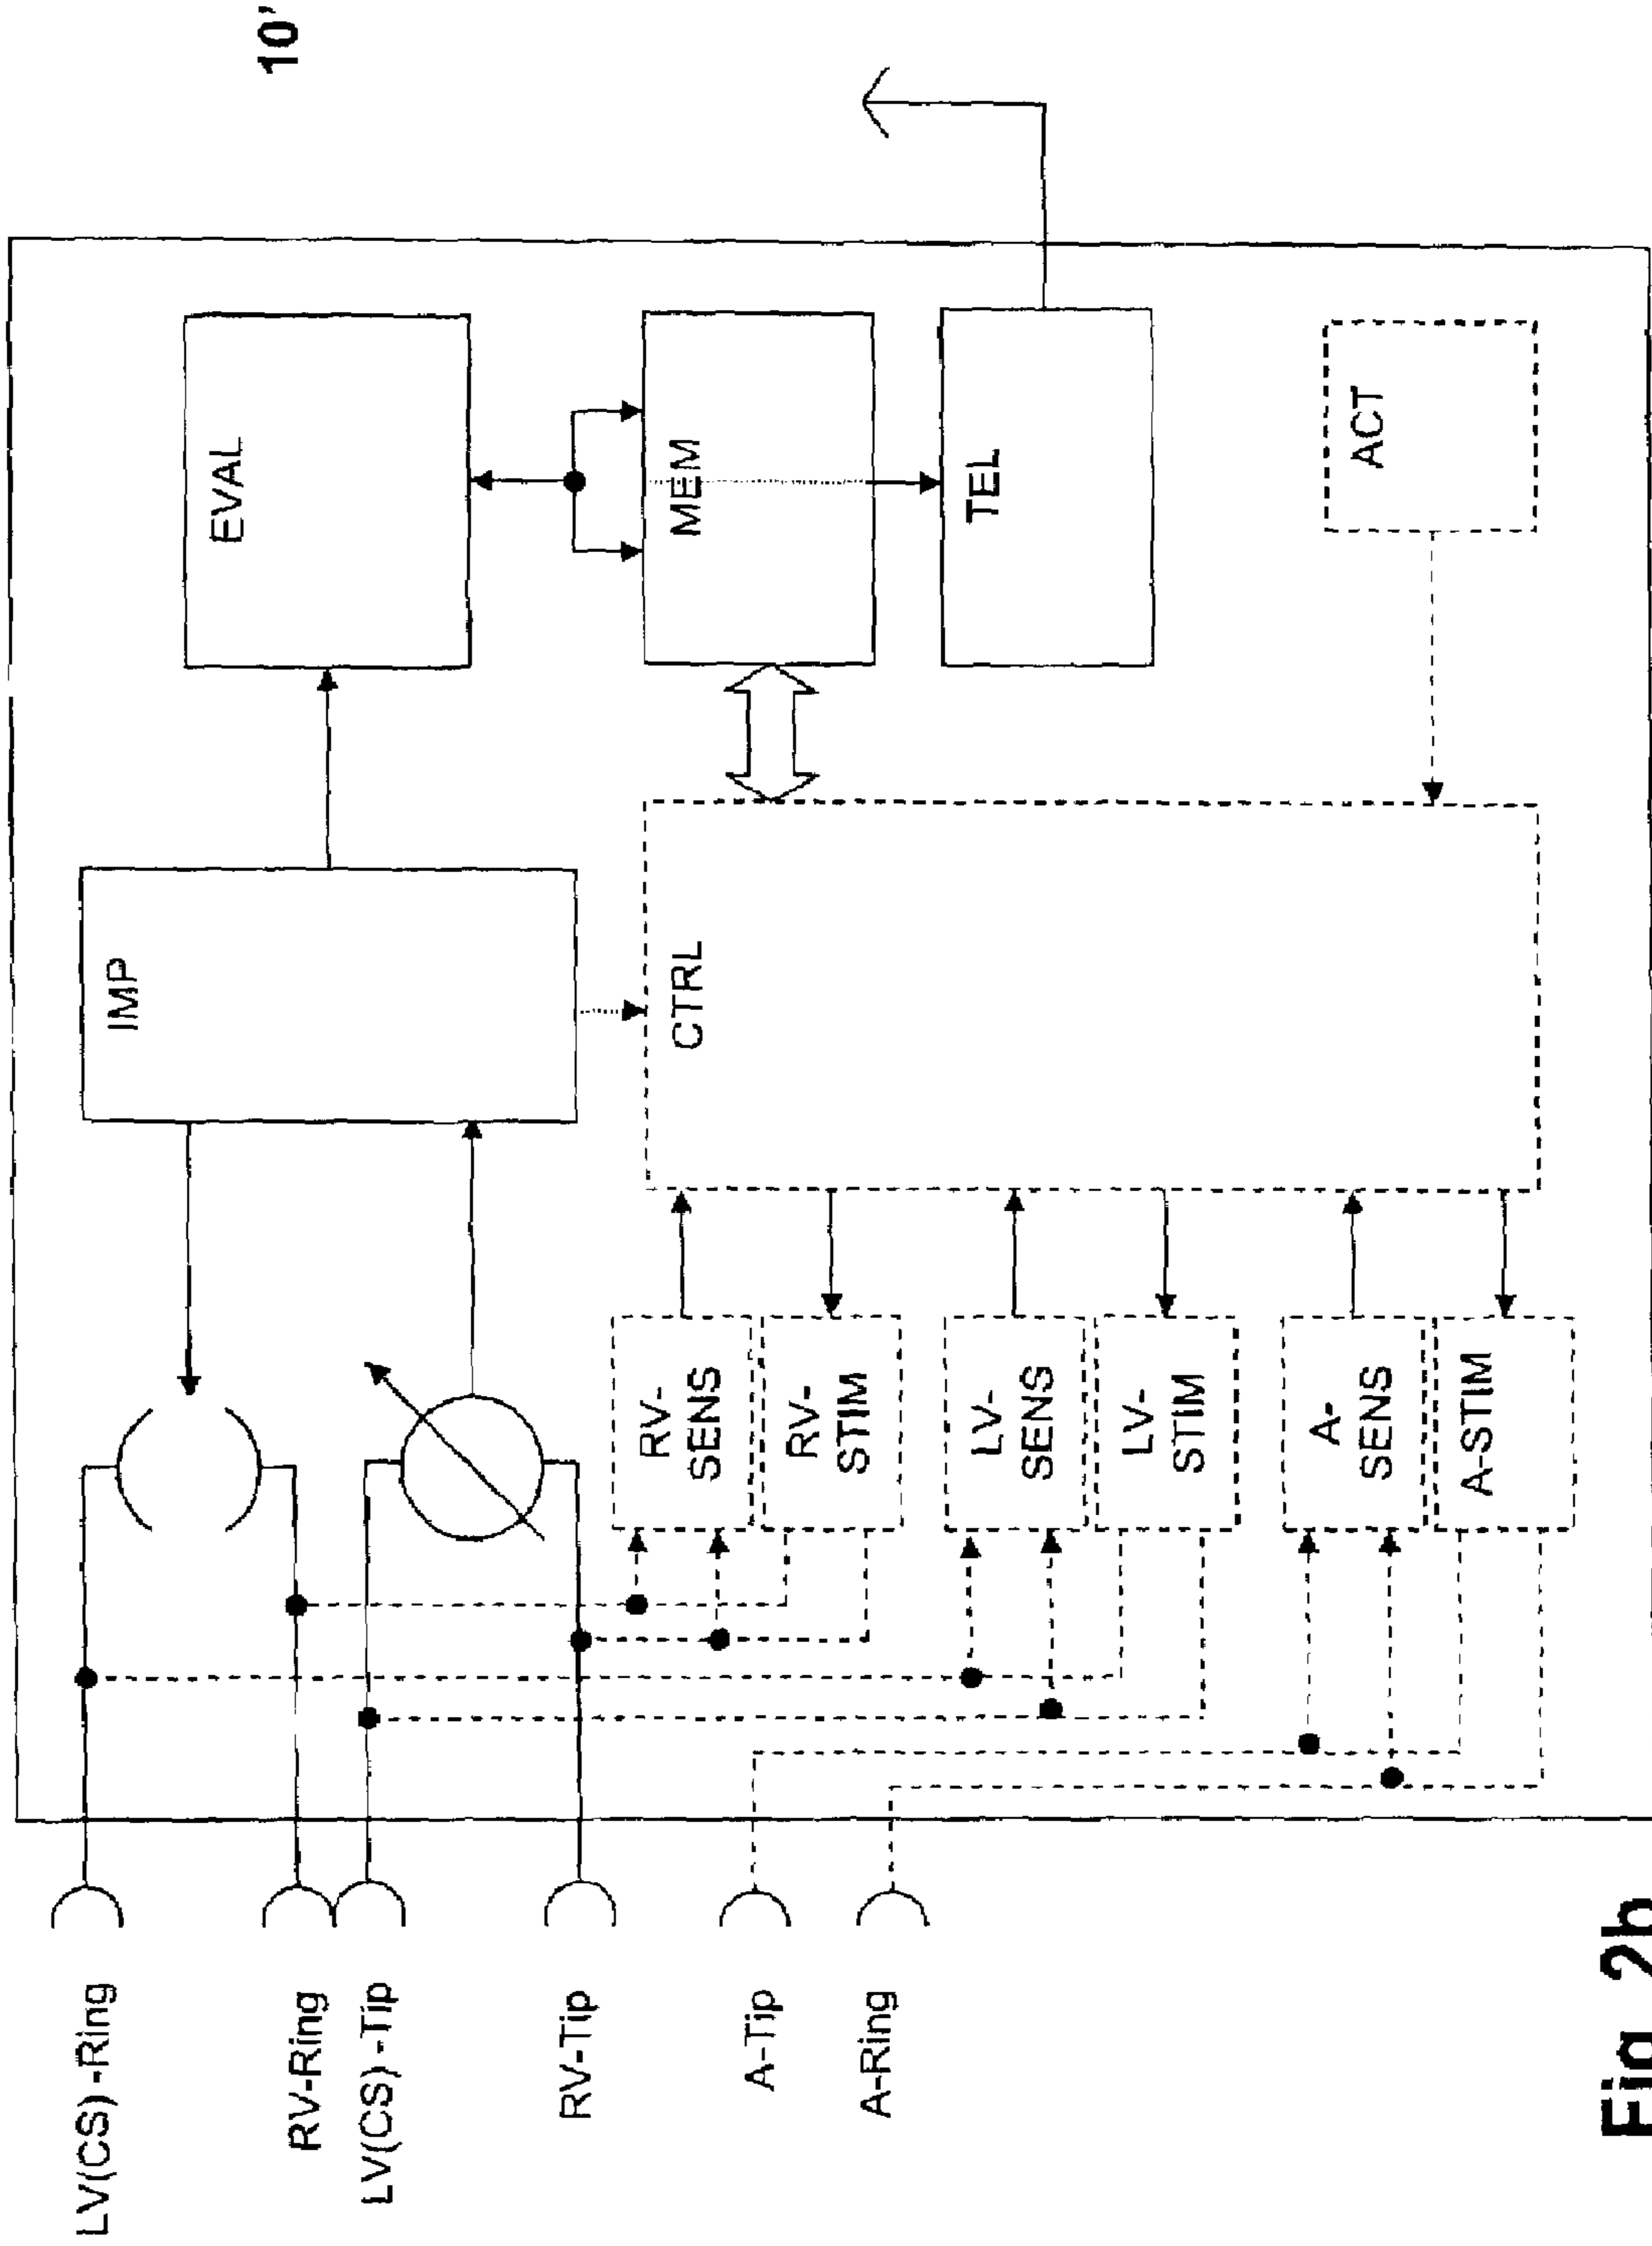 10'
LV(CS) -Ring
RV-Ring
LV(CS) -Tip
RV-Tip
A-Tip
A-Ring
IMP
EVAL
MEM
TEL
ACT
CTRL
RV-
SENS
RV-
STIM
LV-
SENS
LV-
STIM
A-
SENS
A-STIM
Fig. 2b